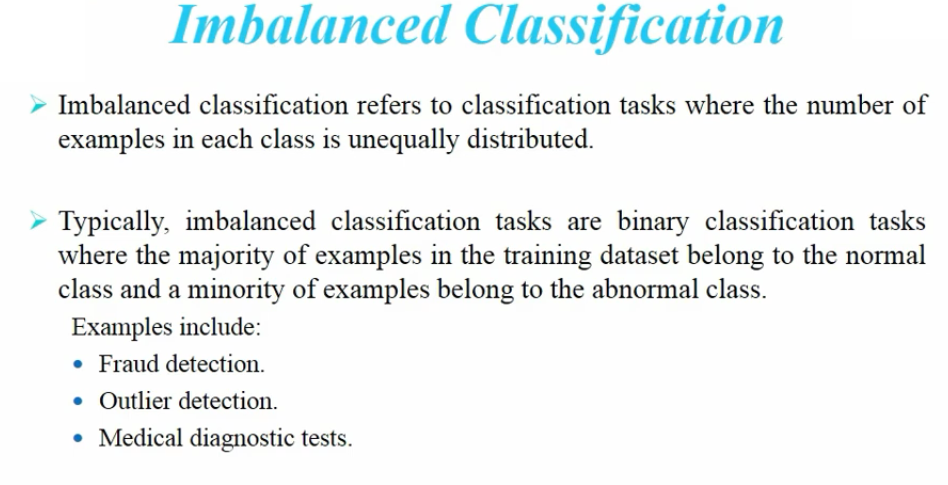 Imbalanced Classification
➢ Imbalanced classification refers to classification tasks where the number of
examples in each class is unequally distributed.
➢ Typically, imbalanced classification tasks are binary classification tasks
where the majority of examples in the training dataset belong to the normal
class and a minority of examples belong to the abnormal class.
Examples include:
• Fraud detection.
• Outlier detection.
• Medical diagnostic tests.